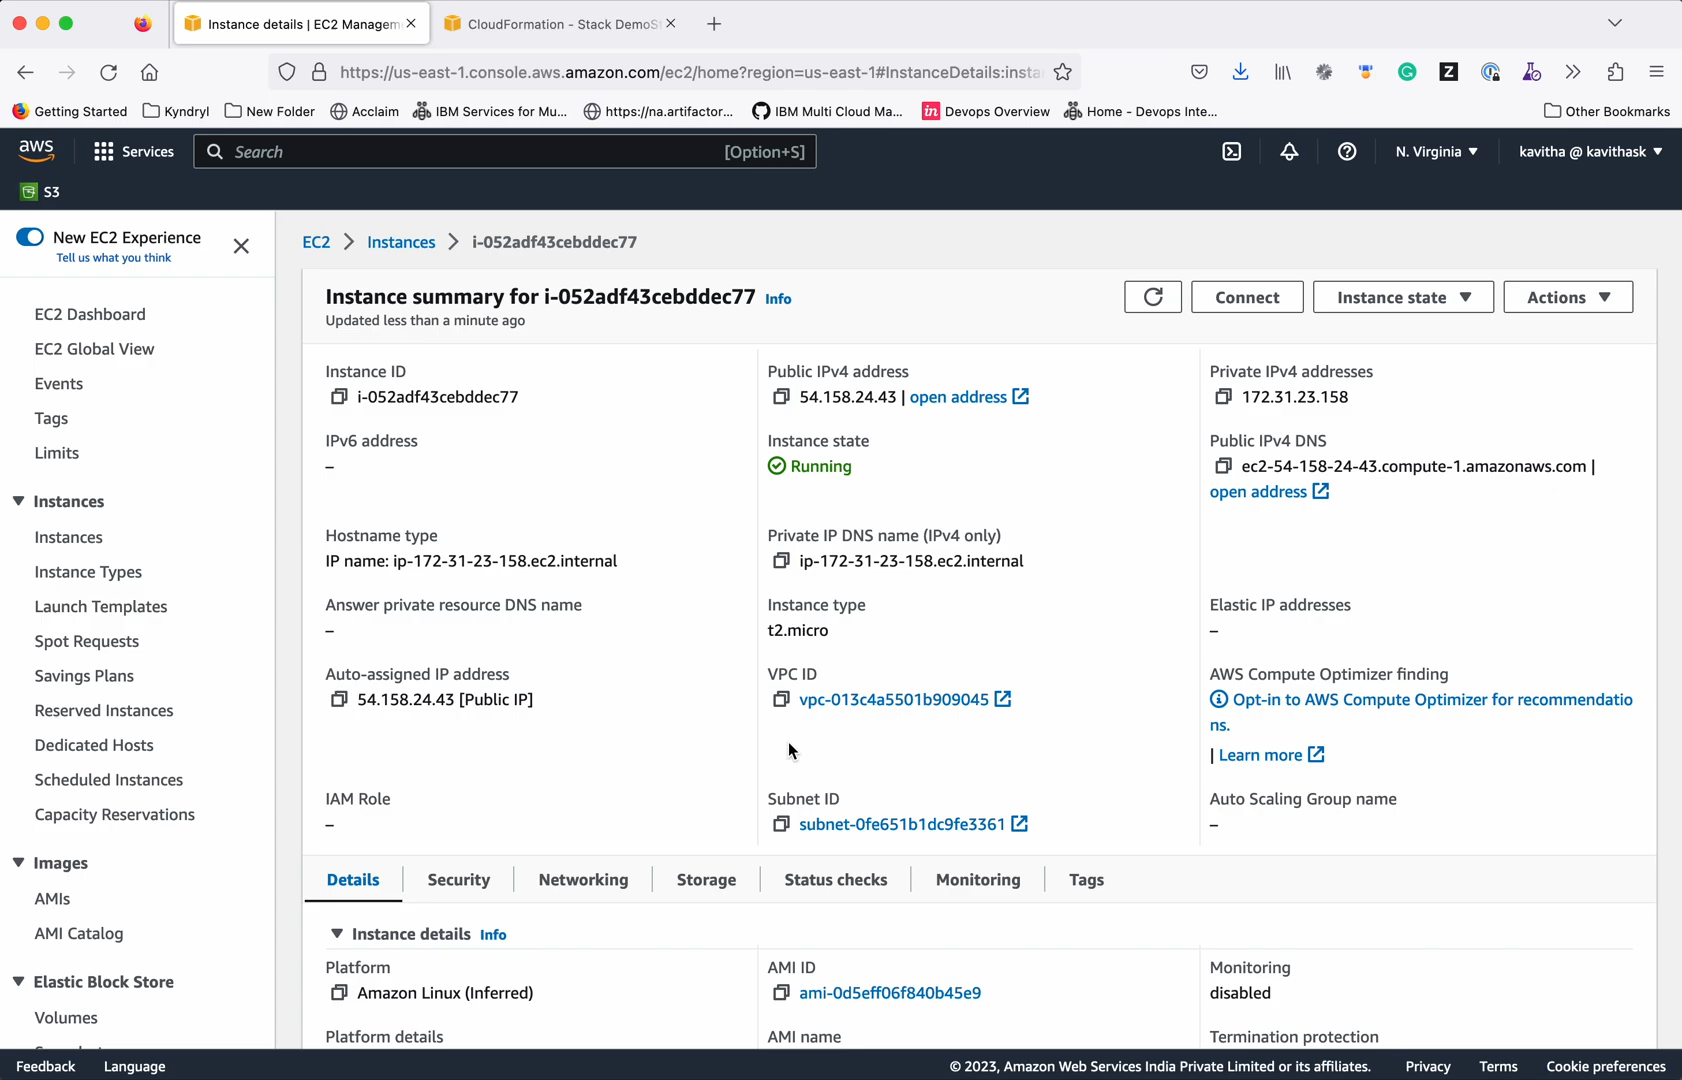 Instance details | EC2 Managem
CloudFormation - Stack DemoS
https://us-east-1.console.aws.amazon.com/ec2/home?region=us-east-1#InstanceDetails:insta
Getting Started
Kyndryl
New Folder
Acclaim
IBM Services for Mu...
https://na.artifactor...
IBM Multi Cloud Ma...
in Devops Overview
Home - Devops Inte...
Other Bookmarks
aws
Services
Search
[Option+S]
N. Virginia
kavitha @ kavithask
S3
New EC2 Experience
Tell us what you think
EC2 Dashboard
EC2 Global View
Events
Tags
Limits
Instances
Instances
Instance Types
Launch Templates
Spot Requests
Savings Plans
Reserved Instances
Dedicated Hosts
Scheduled Instances
Capacity Reservations
Images
AMIs
AMI Catalog
Elastic Block Store
Volumes
EC2 > Instances > i-052adf43cebddec77
Instance summary for i-052adf43cebddec77 Info
Updated less than a minute ago
Connect
Instance state
Actions
Instance ID
i-052adf43cebddec77
Public IPv4 address
54.158.24.43 | open address
Private IPv4 addresses
172.31.23.158
IPv6 address
–
Instance state
Running
Public IPv4 DNS
ec2-54-158-24-43.compute-1.amazonaws.com |
open address
Hostname type
IP name: ip-172-31-23-158.ec2.internal
Private IP DNS name (IPv4 only)
ip-172-31-23-158.ec2.internal
Answer private resource DNS name
–
Instance type
t2.micro
Elastic IP addresses
–
Auto-assigned IP address
54.158.24.43 [Public IP]
VPC ID
vpc-013c4a5501b909045
AWS Compute Optimizer finding
Opt-in to AWS Compute Optimizer for recommendatio
ns.
| Learn more
IAM Role
–
Subnet ID
subnet-0fe651b1dc9fe3361
Auto Scaling Group name
–
Details
Security
Networking
Storage
Status checks
Monitoring
Tags
Instance details Info
Platform
Amazon Linux (Inferred)
AMI ID
ami-0d5eff06f840b45e9
Monitoring
disabled
Platform details
AMI name
Termination protection
Feedback
Language
© 2023, Amazon Web Services India Private Limited or its affiliates.
Privacy
Terms
Cookie preferences